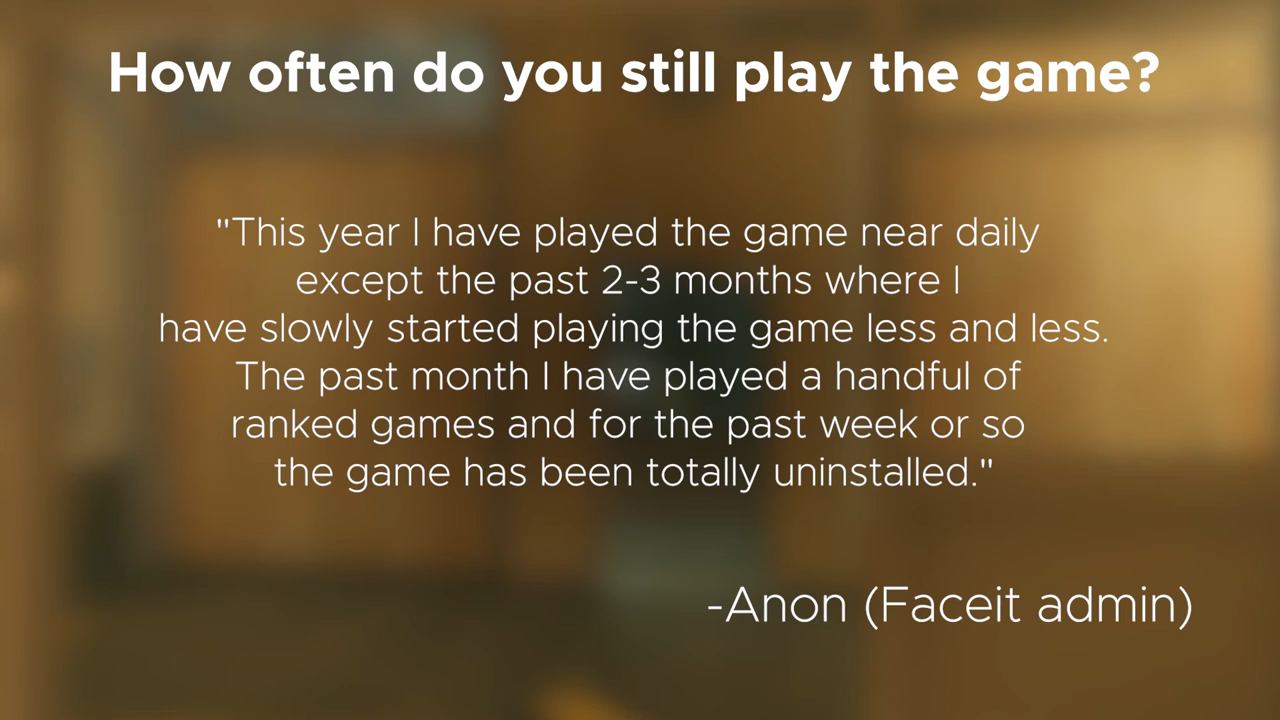 How often do you still play the game?
"This year I have played the game near daily
except the past 2-3 months where I
have slowly started playing the game less and less.
The past month I have played a handful of
ranked games and for the past week or so
the game has been totally uninstalled."
-Anon (Faceit admin)